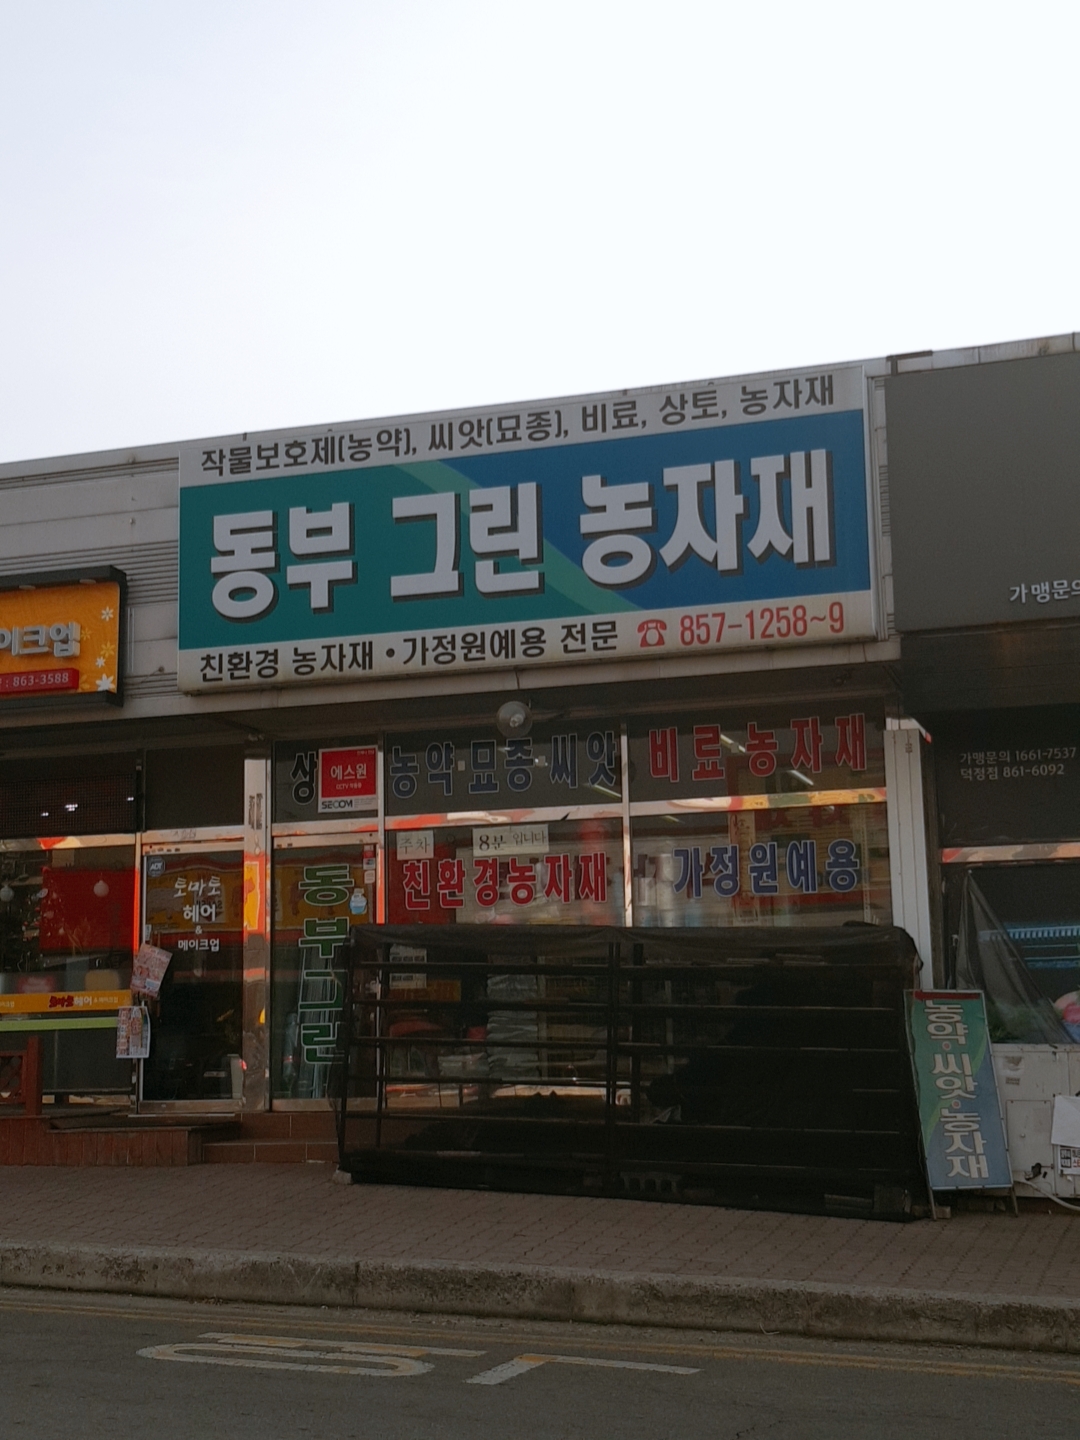 작물보호제(농약), 씨앗(묘종), 비료, 상토, 농자재
동부 그린 농자재
친환경 농자재 • 가정원예용 전문 ☎ 857-1258~9
이크업
863-3588
가맹문의
가맹문의 1661-7537
덕정점 861-6092
상
에스원
SECOM
농약·묘종·씨앗
비료농자재
주차
8분 입니다
친환경농자재
가정원예용
동부그린
토마토
헤어
&
메이크업
토마토 헤어
농약·씨앗·농자재